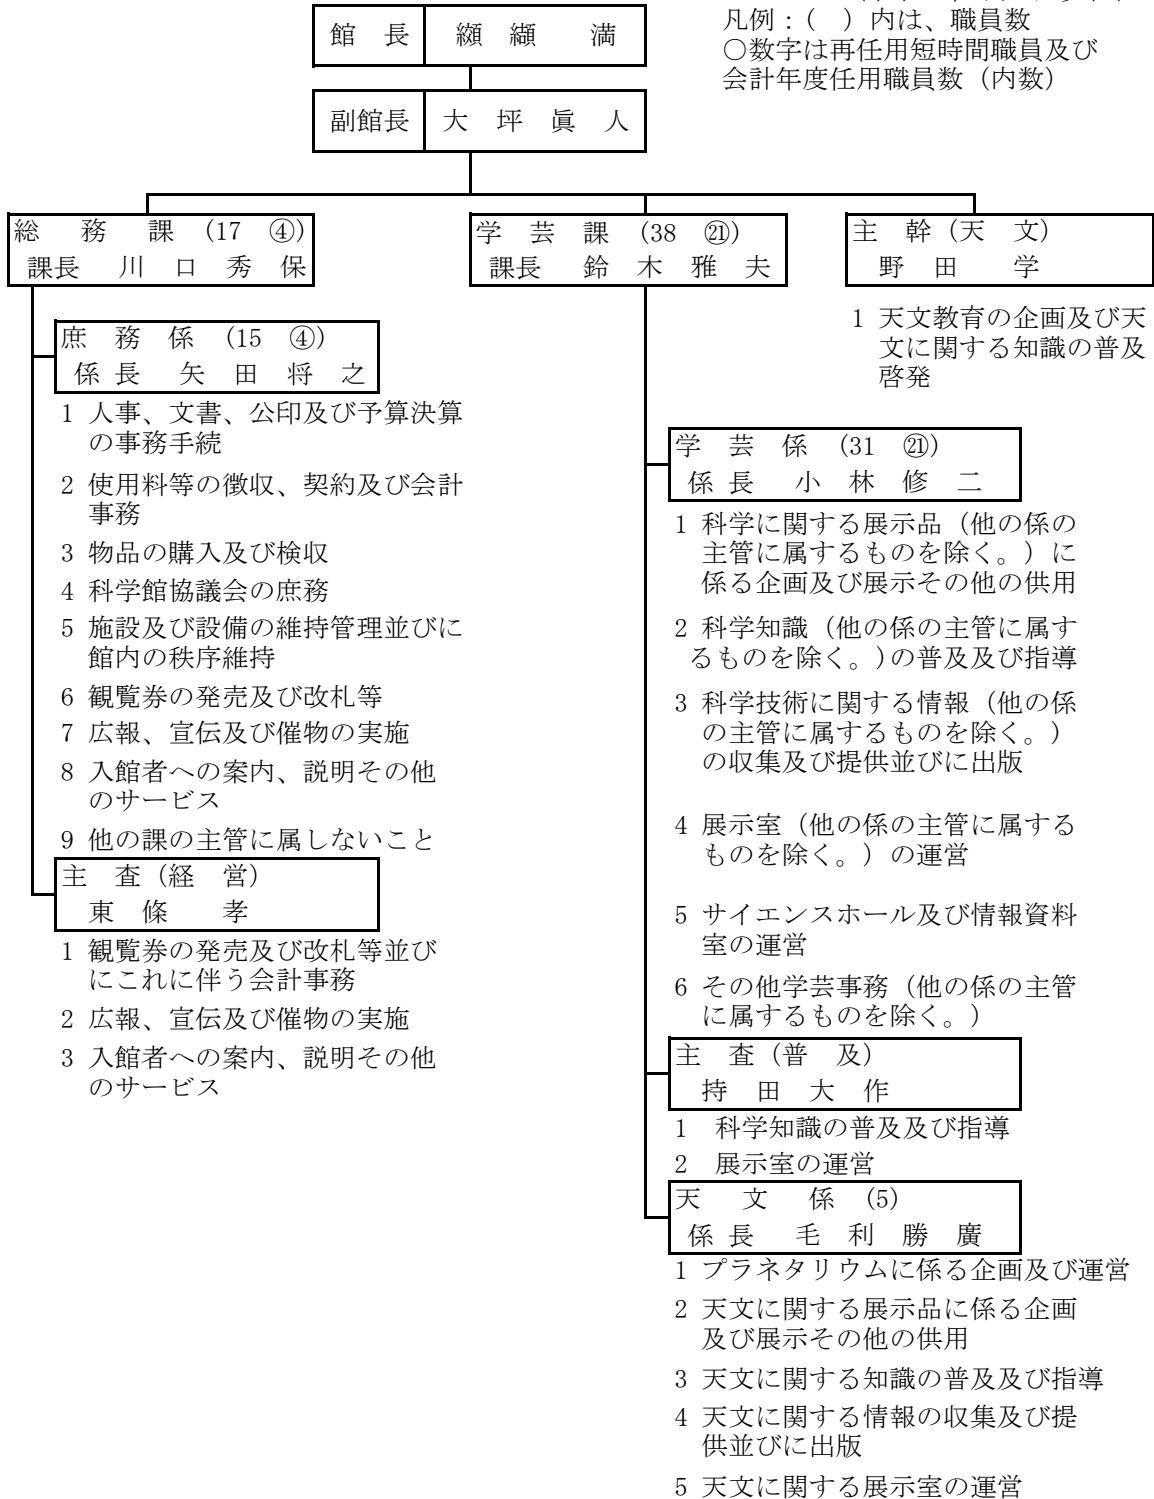 館 長 纐 纈 満
凡例：（ ）内は、職員数
○数字は再任用短時間職員及び
会計年度任用職員数（内数）
副館長 大 坪 眞 人
総 務 課 (17 ④)
課長 川 口 秀 保
庶 務 係 (15 ④)
係 長 矢 田 将 之
1 人事、文書、公印及び予算決算
の事務手続
2 使用料等の徴収、契約及び会計
事務
3 物品の購入及び検収
4 科学館協議会の庶務
5 施設及び設備の維持管理並びに
館内の秩序維持
6 観覧券の発売及び改札等
7 広報、宣伝及び催物の実施
8 入館者への案内、説明その他
のサービス
9 他の課の主管に属しないこと
主 査（経 営）
東 條 孝
1 観覧券の発売及び改札等並び
にこれに伴う会計事務
2 広報、宣伝及び催物の実施
3 入館者への案内、説明その他
のサービス
学 芸 課 (38 ㉑)
課長 鈴 木 雅 夫
学 芸 係 (31 ㉑)
係 長 小 林 修 二
1 科学に関する展示品（他の係の
主管に属するものを除く。）に
係る企画及び展示その他の供用
2 科学知識（他の係の主管に属す
るものを除く。)の普及及び指導
3 科学技術に関する情報（他の係
の主管に属するものを除く。）
の収集及び提供並びに出版
4 展示室（他の係の主管に属する
ものを除く。）の運営
5 サイエンスホール及び情報資料
室の運営
6 その他学芸事務（他の係の主管
に属するものを除く。）
主 査（普 及）
持 田 大 作
1 科学知識の普及及び指導
2 展示室の運営
天 文 係 (5)
係 長 毛 利 勝 廣
1 プラネタリウムに係る企画及び運営
2 天文に関する展示品に係る企画
及び展示その他の供用
3 天文に関する知識の普及及び指導
4 天文に関する情報の収集及び提
供並びに出版
5 天文に関する展示室の運営
主 幹（天 文）
野 田 学
1 天文教育の企画及び天
文に関する知識の普及
啓発